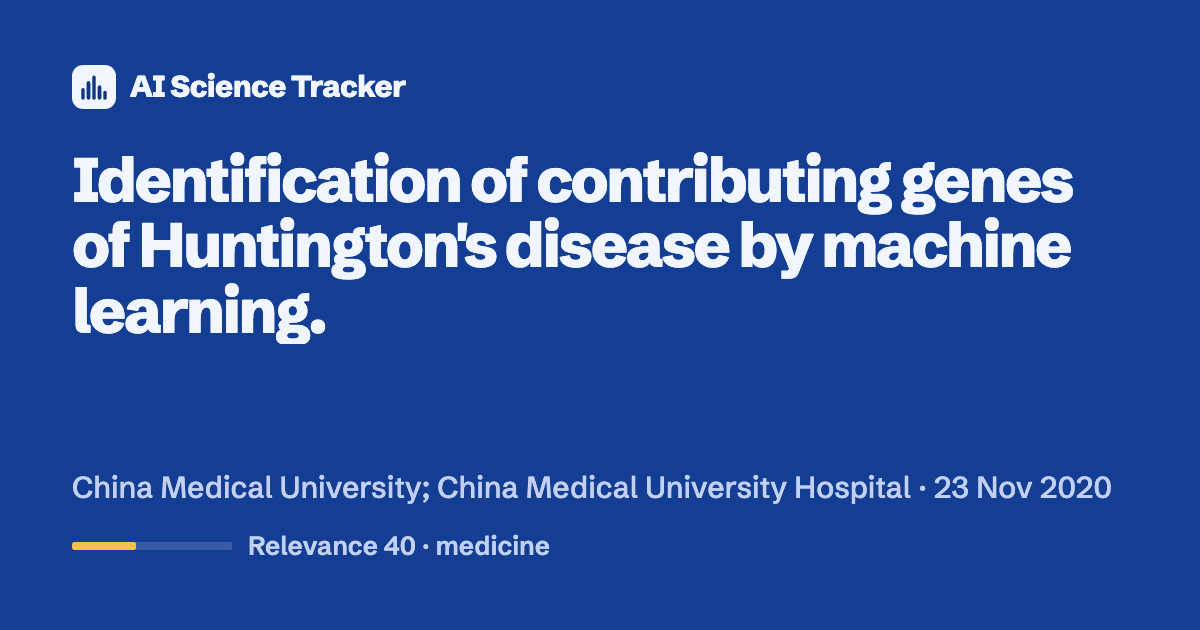 AI Science Tracker
Identification of contributing genes
of Huntington's disease by machine
learning.
China Medical University; China Medical University Hospital · 23 Nov 2020
Relevance 40 · medicine